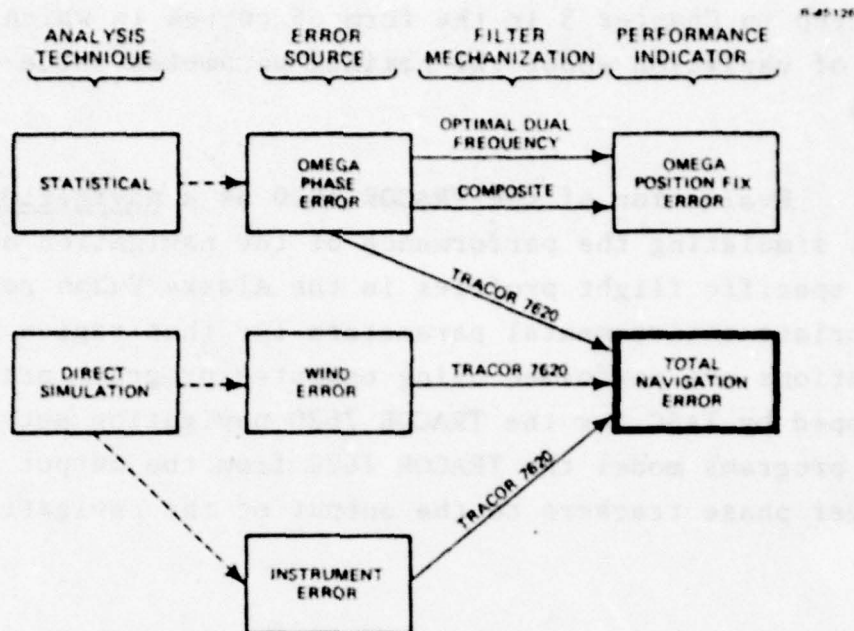 R-45126
ANALYSIS TECHNIQUE
ERROR SOURCE
FILTER MECHANIZATION
PERFORMANCE INDICATOR
STATISTICAL
OMEGA PHASE ERROR
OPTIMAL DUAL FREQUENCY
COMPOSITE
OMEGA POSITION FIX ERROR
TRACOR 7620
DIRECT SIMULATION
WIND ERROR
TRACOR 7620
TOTAL NAVIGATION ERROR
TRACOR 7620
INSTRUMENT ERROR